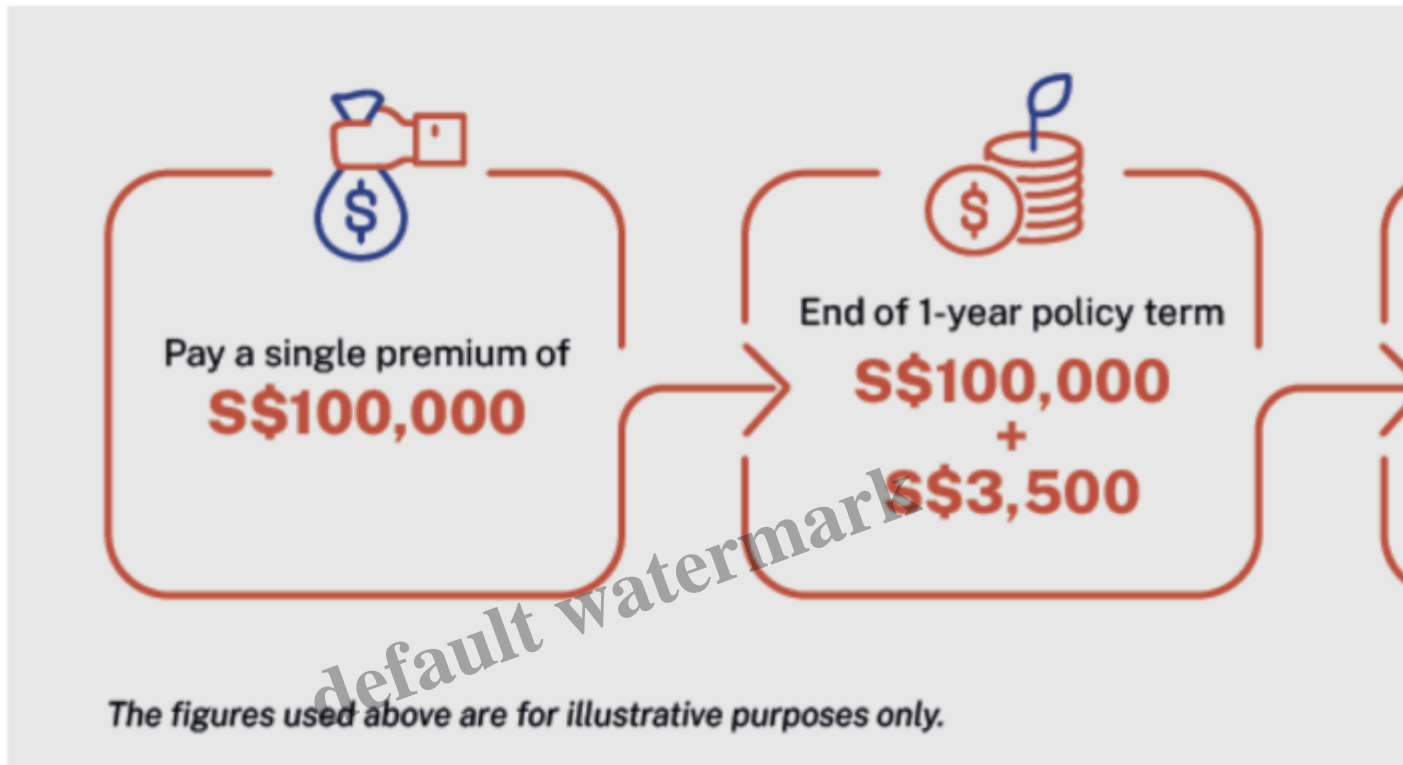 $
$
Pay a single premium of
S$100,000
End of 1-year policy term
S$100,000
+
S$3,500
default watermark
The figures used above are for illustrative purposes only.